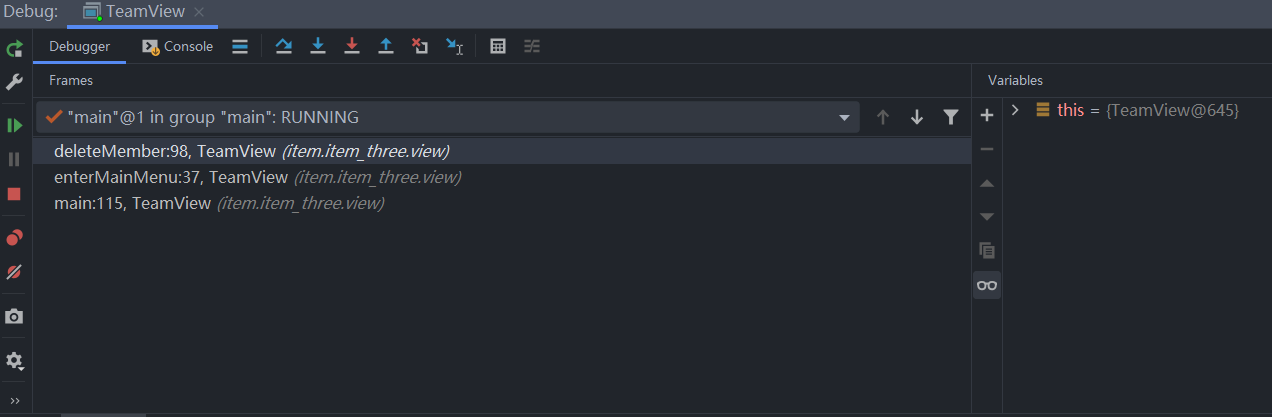 Debug: TeamView
Debugger Console
Frames Variables
"main"@1 in group "main": RUNNING
this = {TeamView@645}
deleteMember:98, TeamView (item.item_three.view)
enterMainMenu:37, TeamView (item.item_three.view)
main:115, TeamView (item.item_three.view)